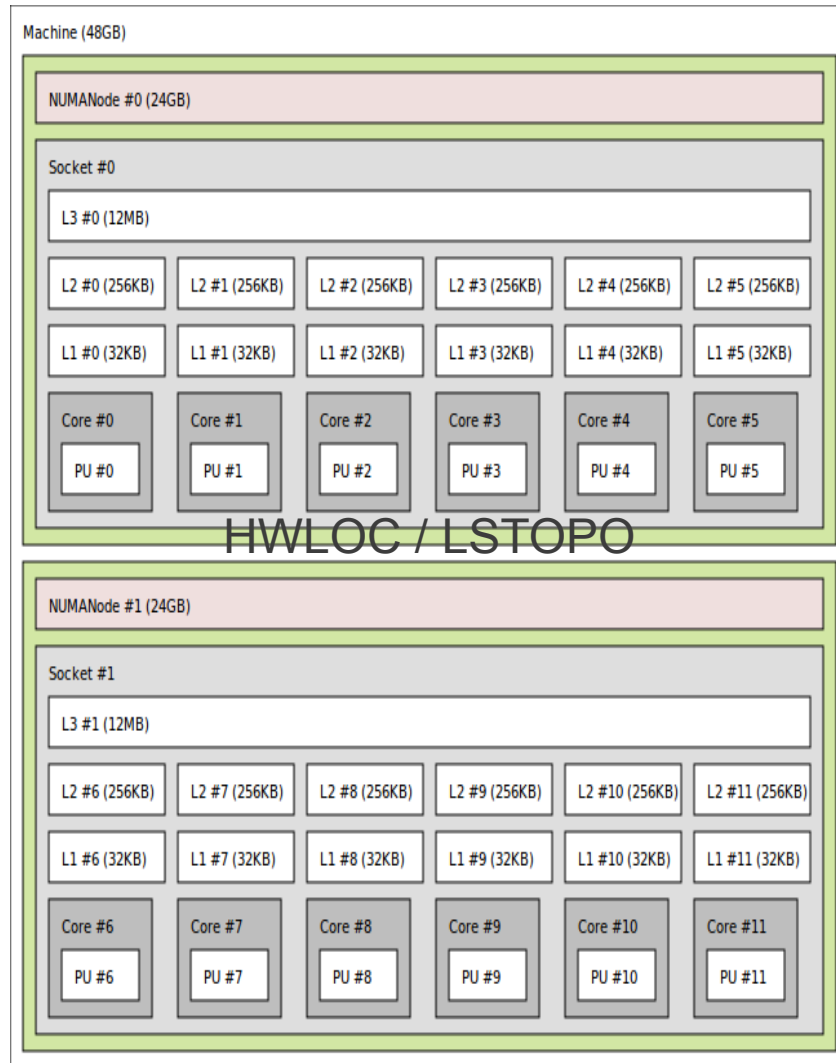 Machine (48GB)
NUMANode #0 (24GB)
Socket #0
L3 #0 (12MB)
L2 #0 (256KB) L2 #1 (256KB) L2 #2 (256KB) L2 #3 (256KB) L2 #4 (256KB) L2 #5 (256KB)
L1 #0 (32KB) L1 #1 (32KB) L1 #2 (32KB) L1 #3 (32KB) L1 #4 (32KB) L1 #5 (32KB)
Core #0 Core #1 Core #2 Core #3 Core #4 Core #5
PU #0 PU #1 PU #2 PU #3 PU #4 PU #5
HWLOC / LSTOPO
NUMANode #1 (24GB)
Socket #1
L3 #1 (12MB)
L2 #6 (256KB) L2 #7 (256KB) L2 #8 (256KB) L2 #9 (256KB) L2 #10 (256KB) L2 #11 (256KB)
L1 #6 (32KB) L1 #7 (32KB) L1 #8 (32KB) L1 #9 (32KB) L1 #10 (32KB) L1 #11 (32KB)
Core #6 Core #7 Core #8 Core #9 Core #10 Core #11
PU #6 PU #7 PU #8 PU #9 PU #10 PU #11